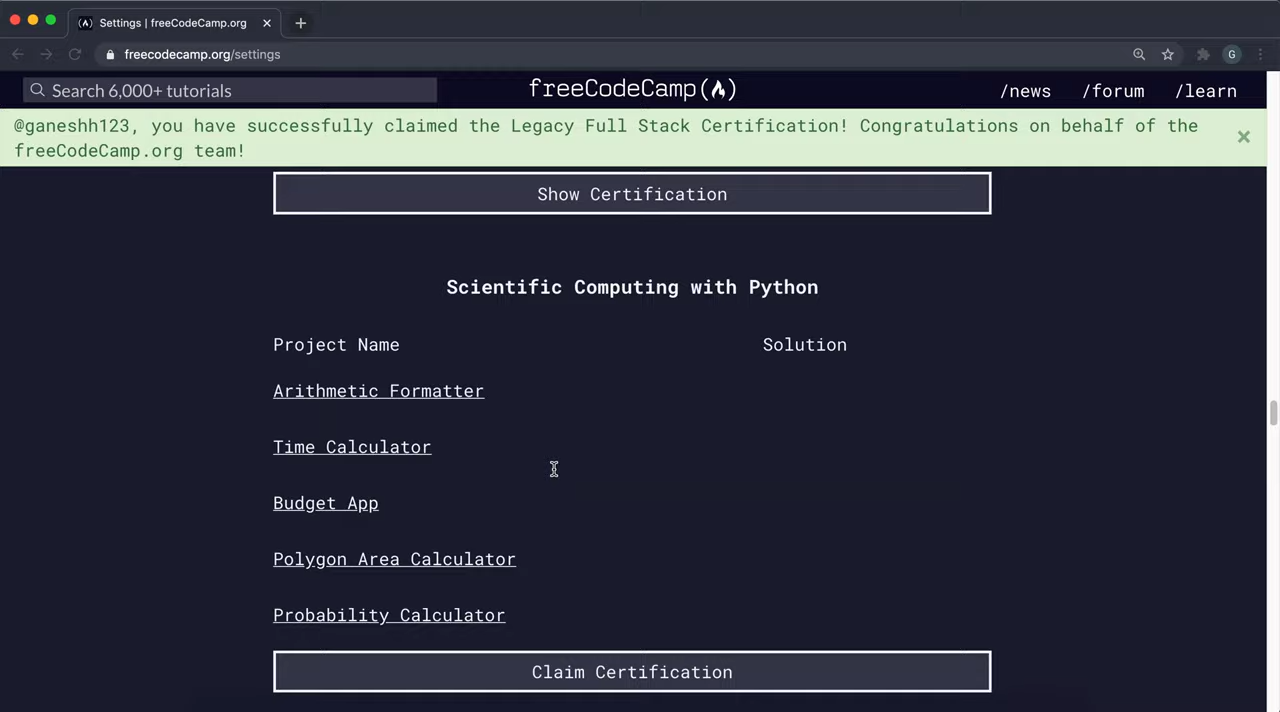 Settings | freeCodeCamp.org
freecodecamp.org/settings
G
Search 6,000+ tutorials
freeCodeCamp
/news
/forum
/learn
@ganeshh123, you have successfully claimed the Legacy Full Stack Certification! Congratulations on behalf of the
freeCodeCamp.org team!
Show Certification
Scientific Computing with Python
Project Name
Solution
Arithmetic Formatter
Time Calculator
Budget App
Polygon Area Calculator
Probability Calculator
Claim Certification